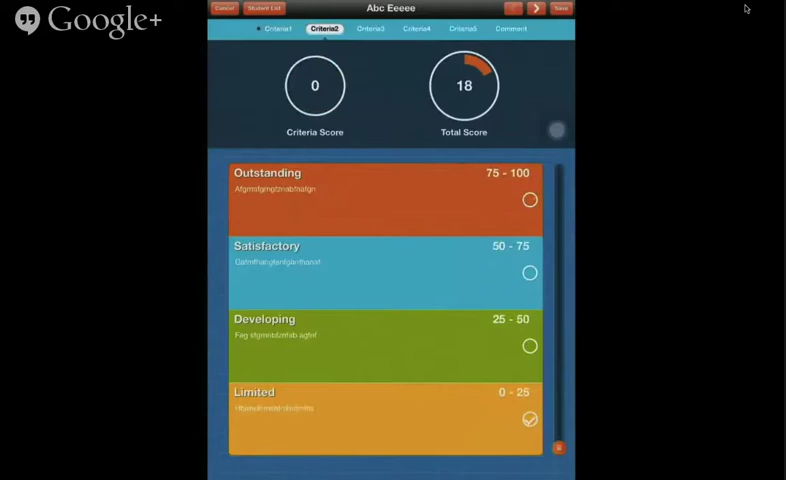 Google+
Cancel
Student List
Abc Eeeee
Save
Criteria1
Criteria2
Criteria3
Criteria4
Criteria5
Comment
0
18
Criteria Score
Total Score
Outstanding
75 - 100
Satisfactory
50 - 75
Developing
25 - 50
Limited
0 - 25